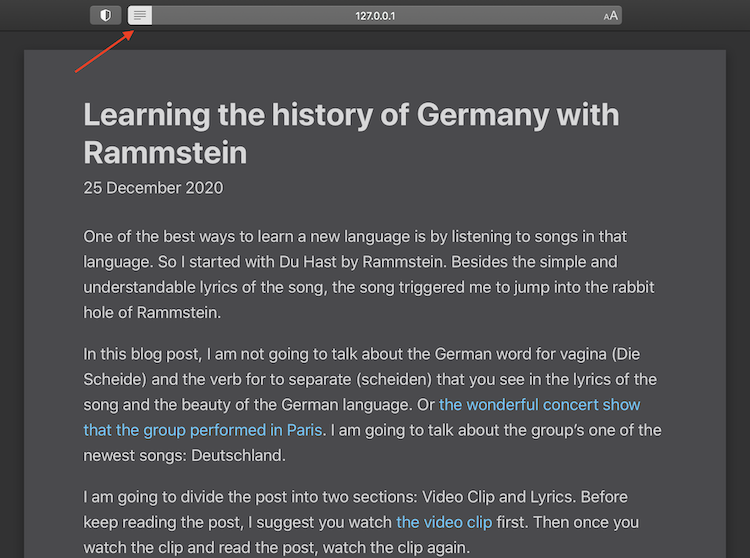 127.0.0.1
AA
Learning the history of Germany with
Rammstein
25 December 2020
One of the best ways to learn a new language is by listening to songs in that
language. So I started with Du Hast by Rammstein. Besides the simple and
understandable lyrics of the song, the song triggered me to jump into the rabbit
hole of Rammstein.
In this blog post, I am not going to talk about the German word for vagina (Die
Scheide) and the verb for to separate (scheiden) that you see in the lyrics of the
song and the beauty of the German language. Or the wonderful concert show
that the group performed in Paris. I am going to talk about the group’s one of the
newest songs: Deutschland.
I am going to divide the post into two sections: Video Clip and Lyrics. Before
keep reading the post, I suggest you watch the video clip first. Then once you
watch the clip and read the post, watch the clip again.